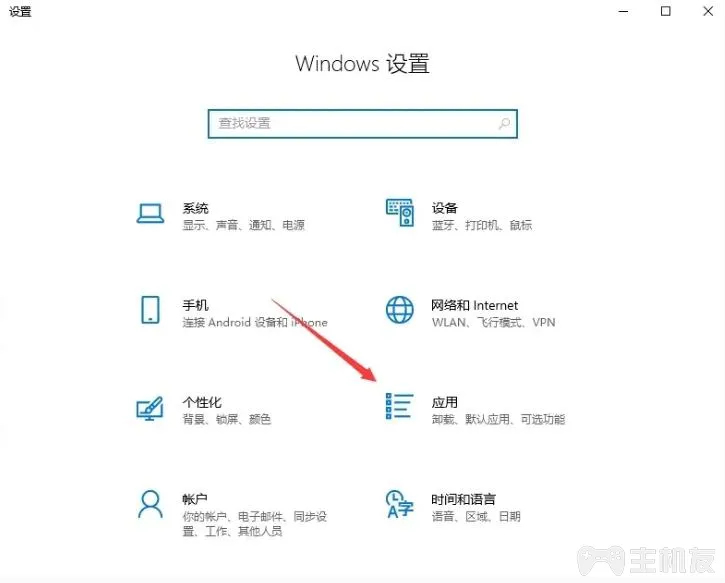 设置
Windows 设置
查找设置
系统
显示、声音、通知、电源
设备
蓝牙、打印机、鼠标
手机
连接 Android 设备和 iPhone
网络和 Internet
WLAN、飞行模式、VPN
个性化
背景、锁屏、颜色
应用
卸载、默认应用、可选功能
帐户
你的帐户、电子邮件、同步设
置、工作、其他人员
时间和语言
语音、区域、日期
主机友